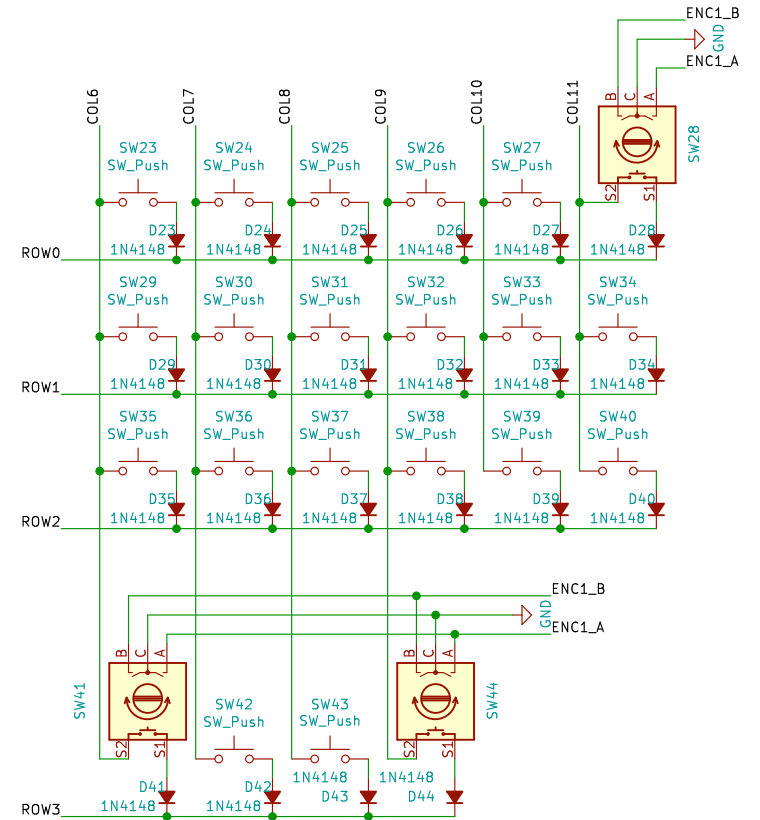 ENC1_B
GND
ENC1_A
COL6 COL7 COL8 COL9 COL10 COL11
B C A
SW28
SW23 SW24 SW25 SW26 SW27
SW_Push SW_Push SW_Push SW_Push SW_Push
S2 S1
D23 D24 D25 D26 D27 D28
1N4148 1N4148 1N4148 1N4148 1N4148 1N4148
ROW0
SW29 SW30 SW31 SW32 SW33 SW34
SW_Push SW_Push SW_Push SW_Push SW_Push SW_Push
D29 D30 D31 D32 D33 D34
1N4148 1N4148 1N4148 1N4148 1N4148 1N4148
ROW1
SW35 SW36 SW37 SW38 SW39 SW40
SW_Push SW_Push SW_Push SW_Push SW_Push SW_Push
D35 D36 D37 D38 D39 D40
1N4148 1N4148 1N4148 1N4148 1N4148 1N4148
ROW2
ENC1_B
GND
ENC1_A
B C A B C A
SW41 SW44
SW42 SW43
SW_Push SW_Push
S2 S1 S2 S1
1N4148 1N4148
D41 D42 D43 D44
1N4148 1N4148
ROW3